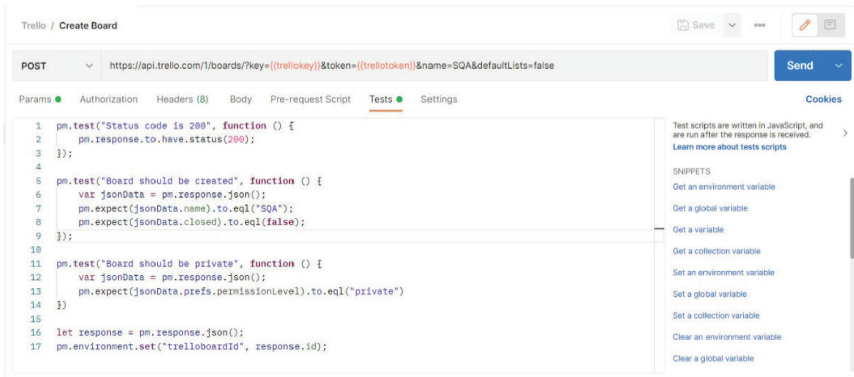 Trello / Create Board
Save
POST
https://api.trello.com/1/boards/?key={{trellokey}}&token={{trellotoken}}&name=SQA&defaultLists=false
Send
Params
Authorization
Headers (8)
Body
Pre-request Script
Tests
Settings
Cookies
1 pm.test("Status code is 200", function () {
2 pm.response.to.have.status(200);
3 });
4
5 pm.test("Board should be created", function () {
6 var jsonData = pm.response.json();
7 pm.expect(jsonData.name).to.eql("SQA");
8 pm.expect(jsonData.closed).to.eql(false);
9 });
10
11 pm.test("Board should be private", function () {
12 var jsonData = pm.response.json();
13 pm.expect(jsonData.prefs.permissionLevel).to.eql("private")
14 })
15
16 let response = pm.response.json();
17 pm.environment.set("trelloboardId", response.id);
Test scripts are written in JavaScript, and
are run after the response is received.
Learn more about tests scripts
SNIPPETS
Get an environment variable
Get a global variable
Get a variable
Get a collection variable
Set an environment variable
Set a global variable
Set a collection variable
Clear an environment variable
Clear a global variable